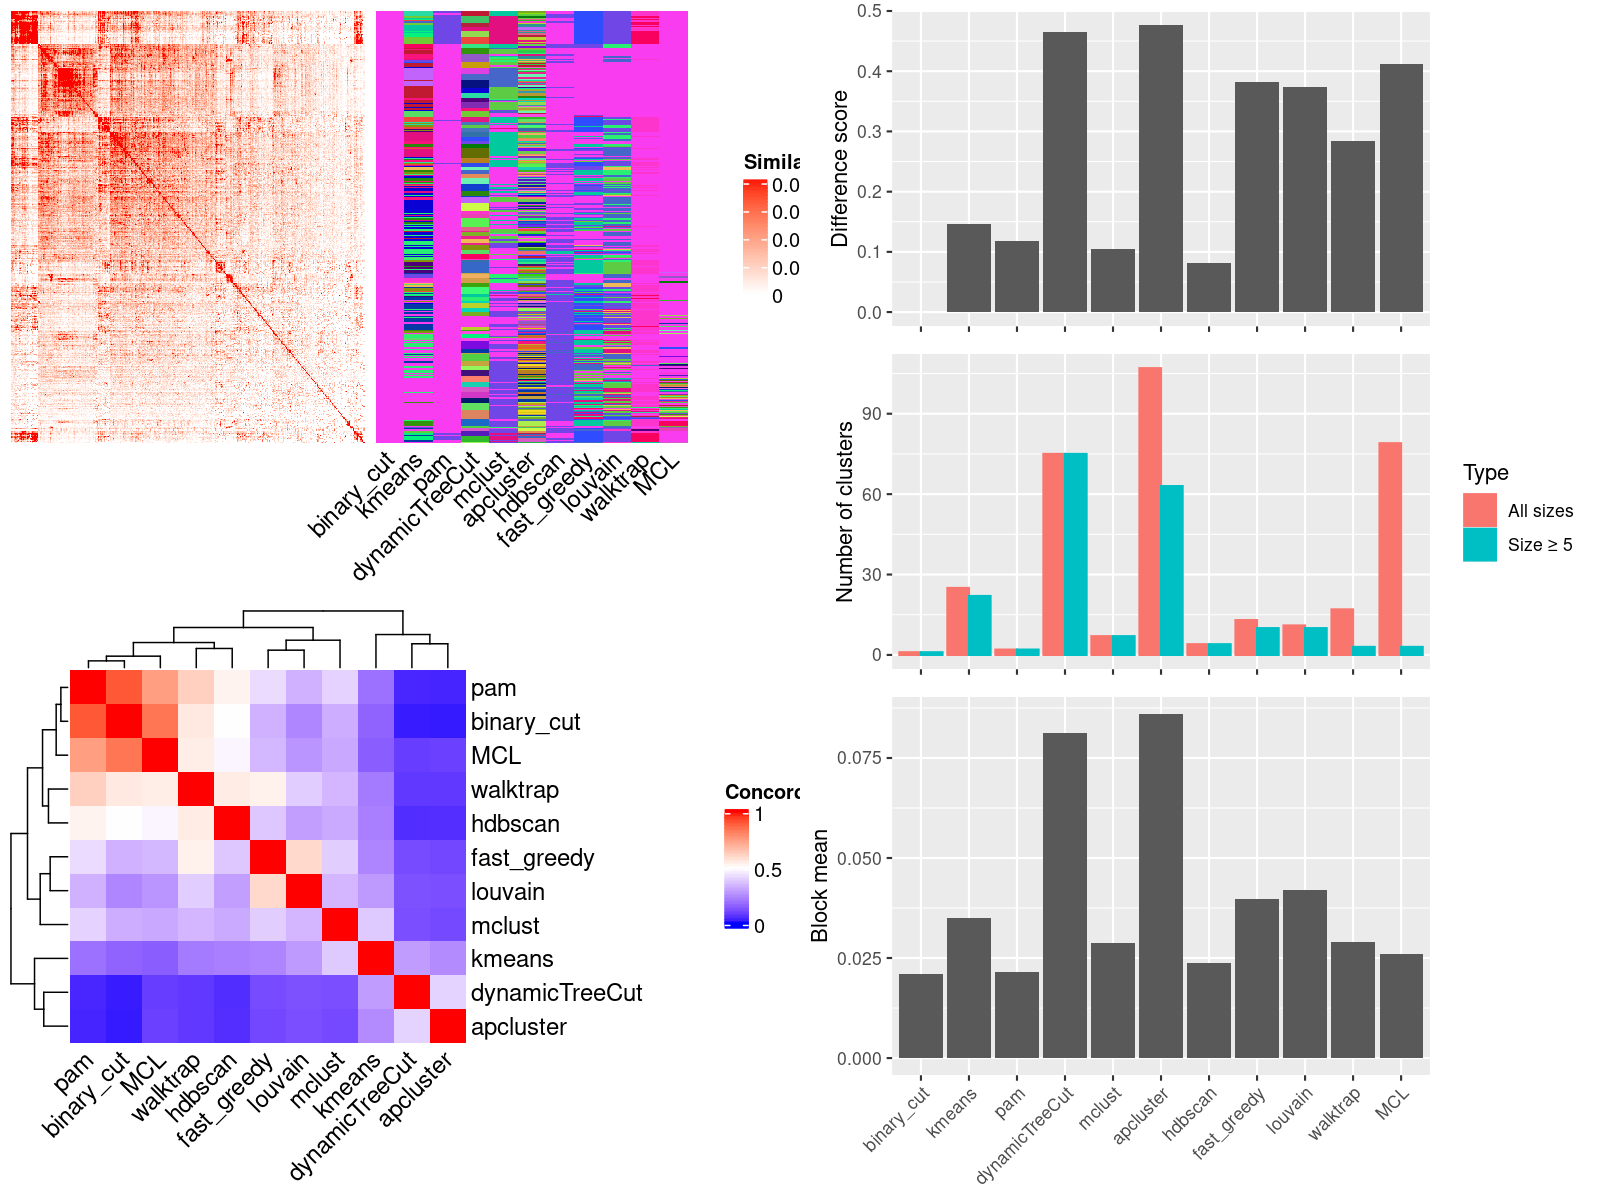 Simila
0.0
0.0
0.0
0.0
0
binary_cut
kmeans
pam
dynamicTreeCut
mclust
apcluster
hdbscan
fast_greedy
louvain
walktrap
MCL
pam
binary_cut
MCL
walktrap
hdbscan
fast_greedy
louvain
mclust
kmeans
dynamicTreeCut
apcluster
pam
binary_cut
MCL
walktrap
hdbscan
fast_greedy
louvain
mclust
kmeans
dynamicTreeCut
apcluster
Concord
1
0.5
0
Difference score
0.5
0.4
0.3
0.2
0.1
0.0
Number of clusters
90
60
30
0
Type
All sizes
Size ≥ 5
Block mean
0.075
0.050
0.025
0.000
binary_cut
kmeans
pam
dynamicTreeCut
mclust
apcluster
hdbscan
fast_greedy
louvain
walktrap
MCL